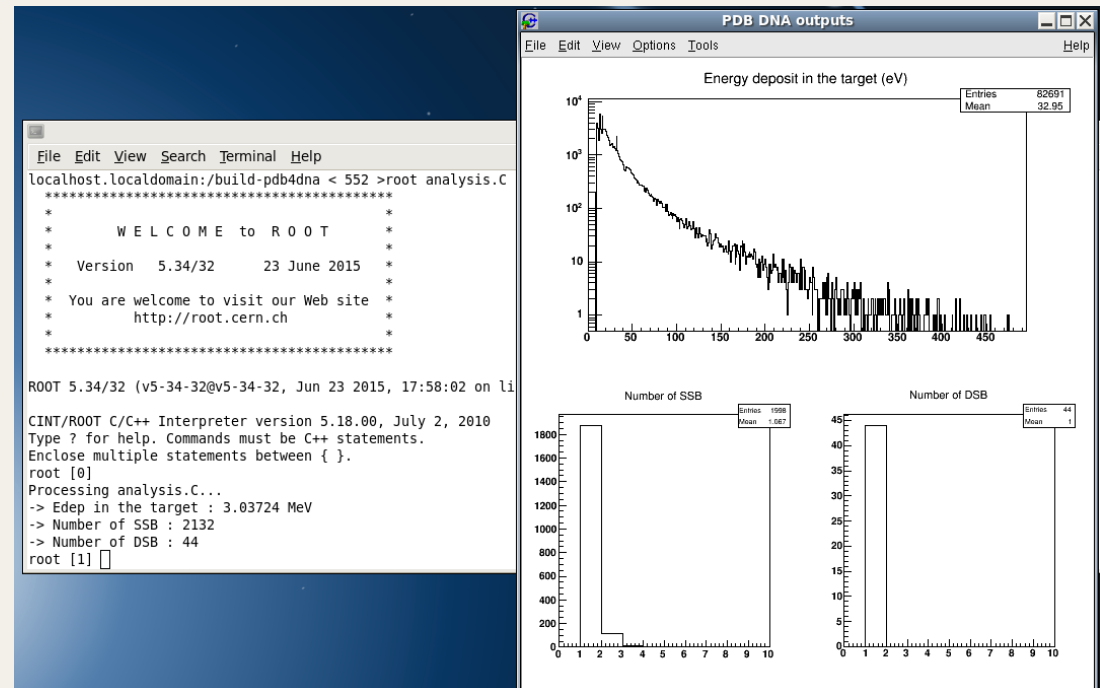 File Edit View Search Terminal Help
localhost.localdomain:/build-pdb4dna < 552 >root analysis.C
*******************************************
* *
* W E L C O M E to R O O T *
* *
* Version 5.34/32 23 June 2015 *
* *
* You are welcome to visit our Web site *
* http://root.cern.ch *
* *
*******************************************
ROOT 5.34/32 (v5-34-32@v5-34-32, Jun 23 2015, 17:58:02 on li
CINT/ROOT C/C++ Interpreter version 5.18.00, July 2, 2010
Type ? for help. Commands must be C++ statements.
Enclose multiple statements between { }.
root [0]
Processing analysis.C...
-> Edep in the target : 3.03724 MeV
-> Number of SSB : 2132
-> Number of DSB : 44
root [1]
PDB DNA outputs
File Edit View Options Tools Help
Energy deposit in the target (eV)
Entries 82691
Mean 32.95
10⁴
10³
10²
10
1
0 50 100 150 200 250 300 350 400 450
Number of SSB
Entries 1998
Mean 1.067
1800
1600
1400
1200
1000
800
600
400
200
0
0 1 2 3 4 5 6 7 8 9 10
Number of DSB
Entries 44
Mean 1
45
40
35
30
25
20
15
10
5
0
0 1 2 3 4 5 6 7 8 9 10